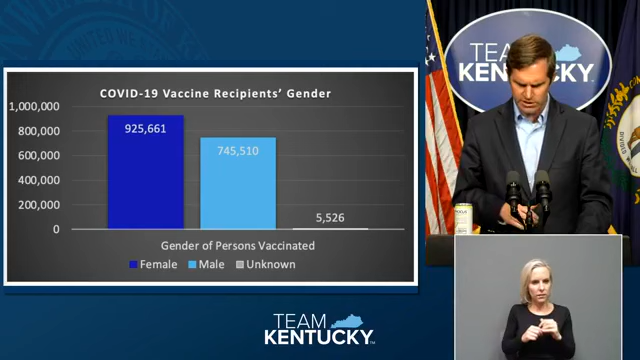 COVID-19 Vaccine Recipients' Gender
1,000,000
800,000
600,000
400,000
200,000
0
925,661
745,510
5,526
Gender of Persons Vaccinated
Female Male Unknown
TEAM
KENTUCKY
TEAM
KENTUCKY™